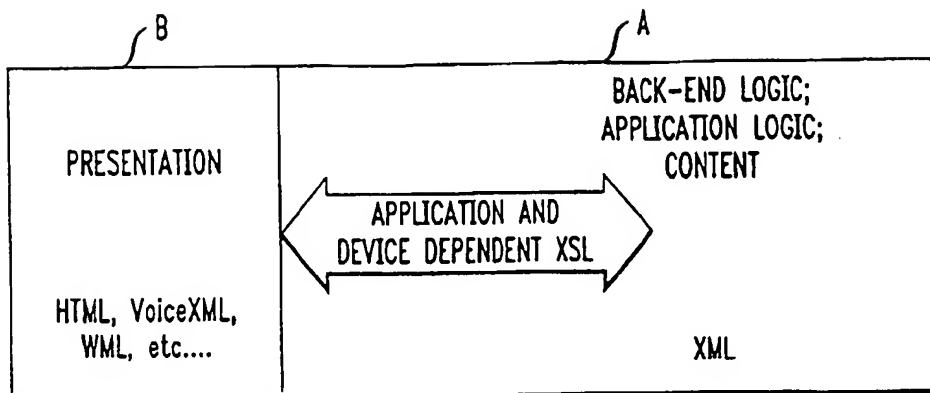 B
A
BACK-END LOGIC;
APPLICATION LOGIC;
CONTENT
PRESENTATION
APPLICATION AND
DEVICE DEPENDENT XSL
HTML, VoiceXML,
WML, etc....
XML